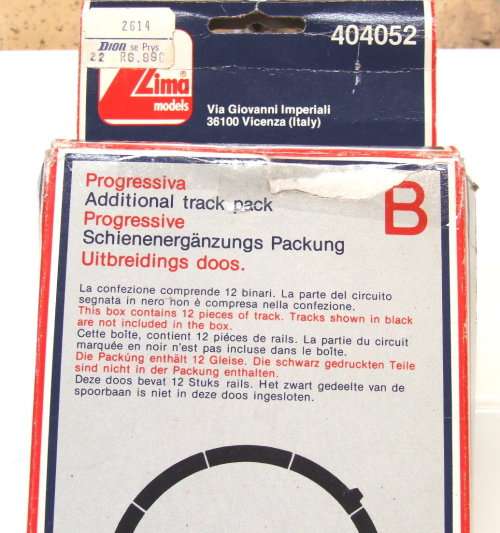 2614
DION se Prys
22 R6.99C
404052
Lima
models
Via Giovanni Imperiali
36100 Vicenza (Italy)
Progressiva
Additional track pack
Progressive
Schienenergänzungs Packung
Uitbreidings doos.
B
La confezione comprende 12 binari. La parte del circuito
segnata in nero non è compresa nella confezione.
This box contains 12 pieces of track. Tracks shown in black
are not included in the box.
Cette boîte, contient 12 piéces de rails. La partie du circuit
marquée en noir n'est pas incluse dans le boîte.
Die Packúng enthält 12 Gleise. Die schwarz gedruckten Teile
sind nicht in der Packung enthalten.
Deze doos bevat 12 Stuks rails. Het zwart gedeelte van de
spoorbaan is niet in deze doos ingesloten.